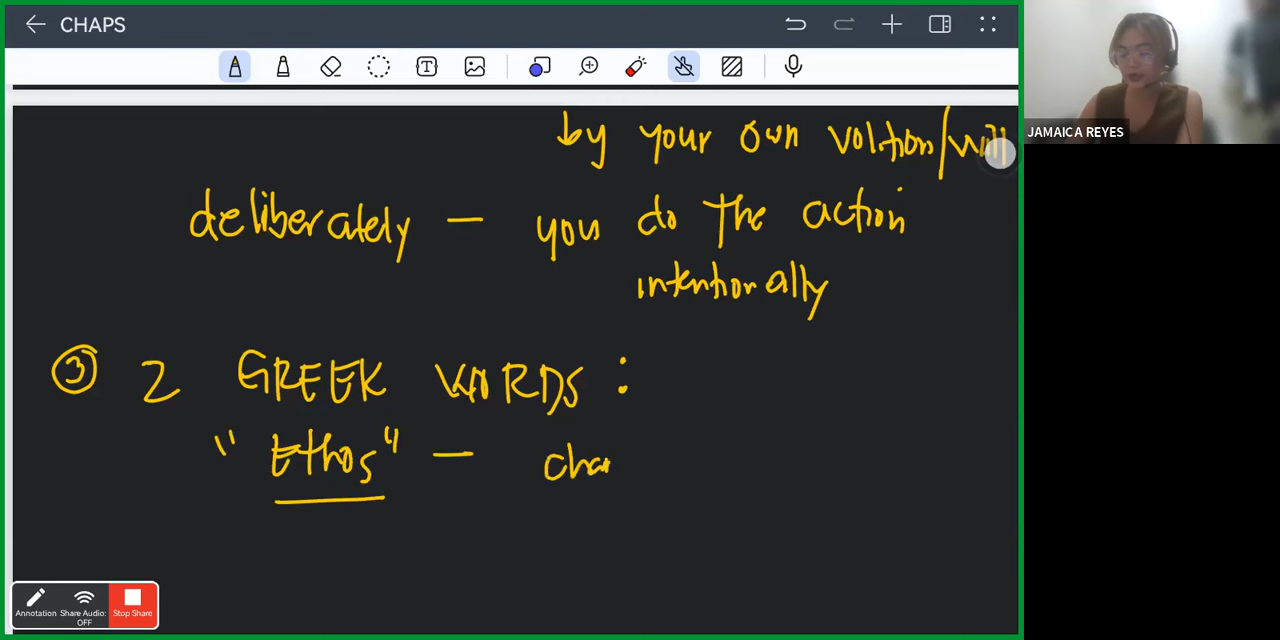 CHAPS
JAMAICA REYES
by your own volition/will
deliberately — you do the action
intentionally
③ 2 GREEK WORDS :
"Ethos" — char
Annotation
Share Audio: OFF
Stop Share